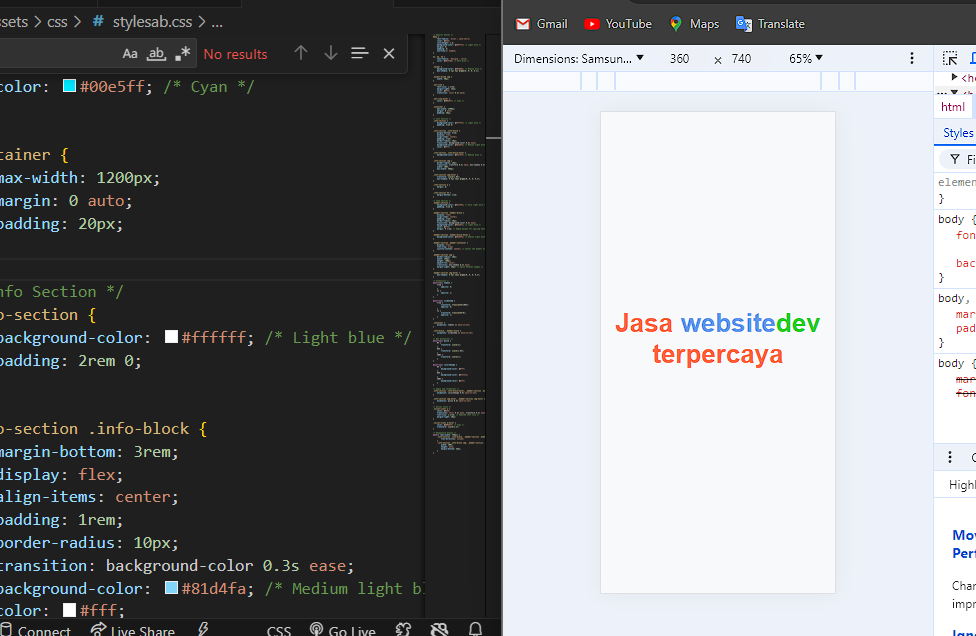 ssets > css > # stylesab.css > ...
Aa ab .* No results
color: #00e5ff; /* Cyan */
tainer {
max-width: 1200px;
margin: 0 auto;
padding: 20px;
nfo Section */
o-section {
background-color: #ffffff; /* Light blue */
padding: 2rem 0;
o-section .info-block {
margin-bottom: 3rem;
display: flex;
align-items: center;
padding: 1rem;
border-radius: 10px;
transition: background-color 0.3s ease;
background-color: #81d4fa; /* Medium light bl
color: #fff;
Connect Live Share CSS Go Live
Gmail YouTube Maps Translate
Dimensions: Samsun... 360 × 740 65%
Jasa websitedev
terpercaya
<he
<b
html
Styles
Fi
elemen
}
body {
fon
bac
}
body,
mar
pad
}
body {
mar
fon
Highl
Mov
Perf
Chan
impr